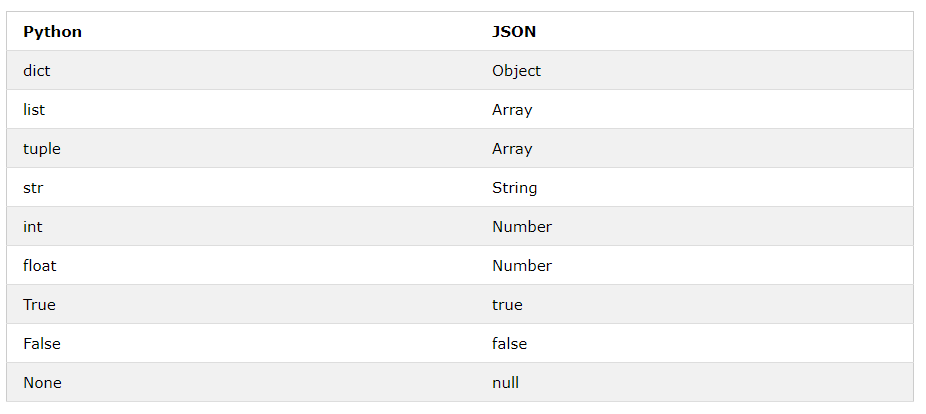 Python JSON
dict Object
list Array
tuple Array
str String
int Number
float Number
True true
False false
None null